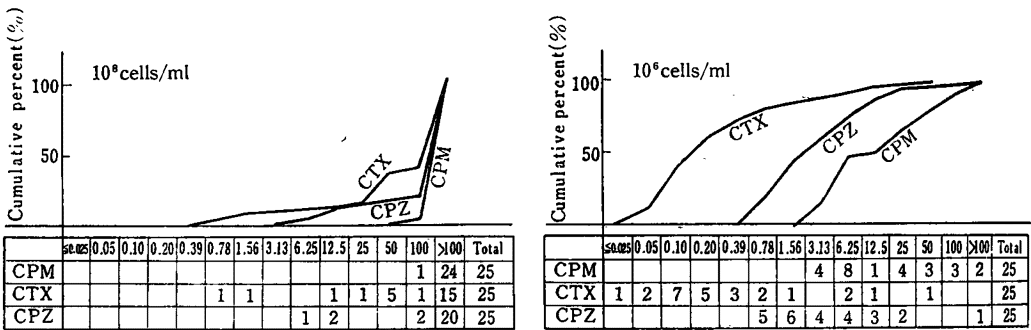 Cumulative percent(%)
10⁸cells/ml
100
50
CTX
CPZ
CPM
≤0.025 0.05 0.10 0.20 0.39 0.78 1.56 3.13 6.25 12.5 25 50 100 >100 Total
CPM 1 24 25
CTX 1 1 1 1 5 1 15 25
CPZ 1 2 2 20 25
Cumulative percent(%)
10⁶cells/ml
100
50
CTX
CPZ
CPM
≤0.025 0.05 0.10 0.20 0.39 0.78 1.56 3.13 6.25 12.5 25 50 100 >100 Total
CPM 4 8 1 4 3 3 2 25
CTX 1 2 7 5 3 2 1 2 1 1 25
CPZ 5 6 4 4 3 2 1 25